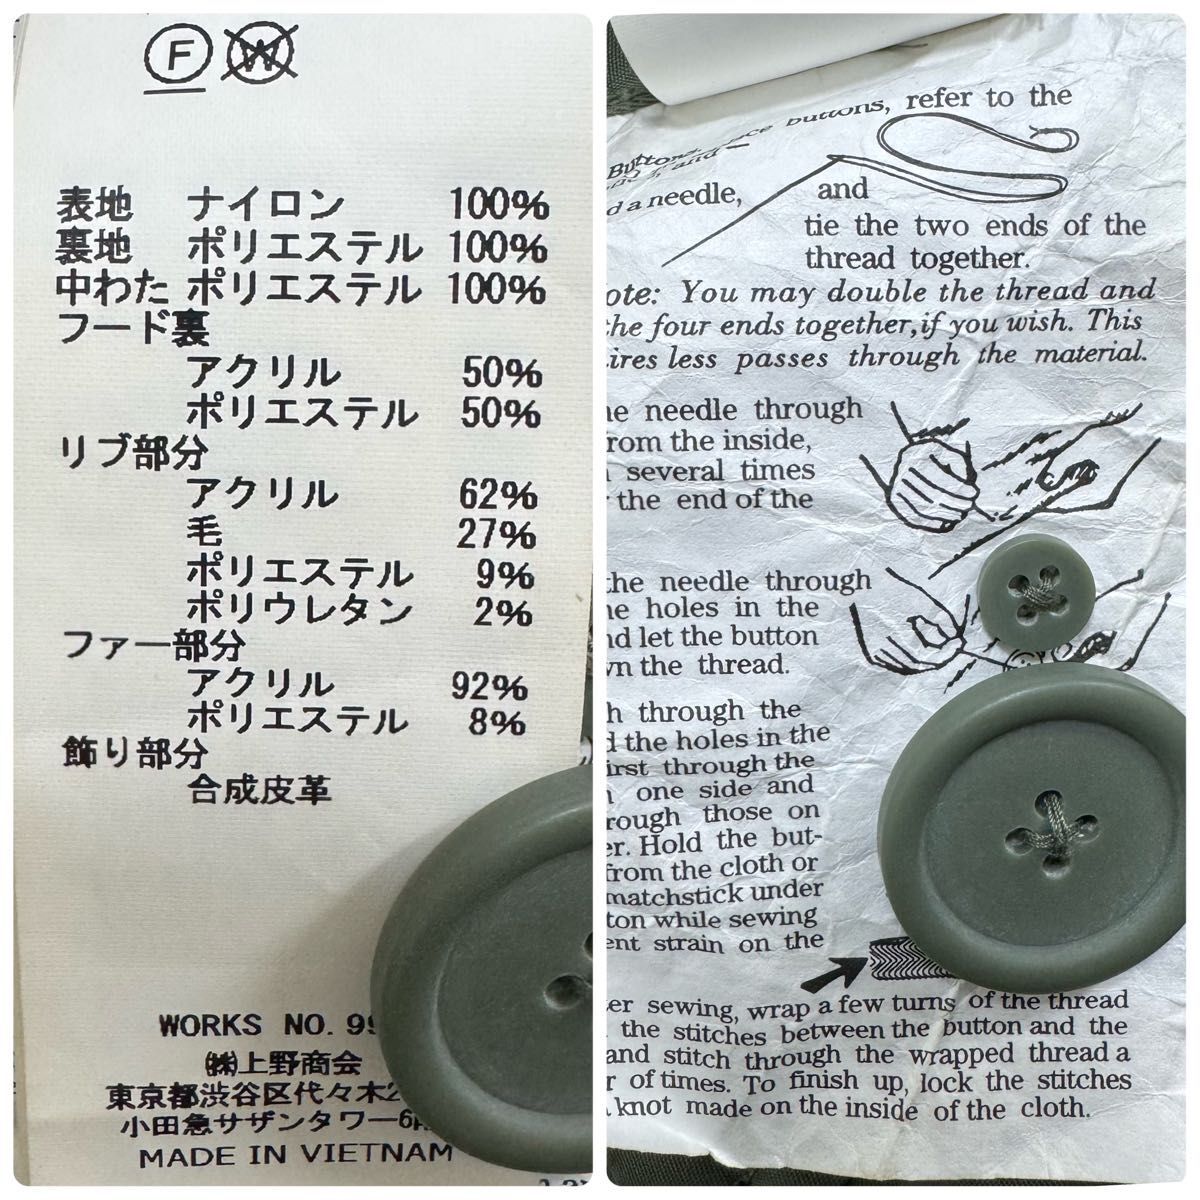 F W
表地 ナイロン 100%
裏地 ポリエステル 100%
中わた ポリエステル 100%
フード裏
アクリル 50%
ポリエステル 50%
リブ部分
アクリル 62%
毛 27%
ポリエステル 9%
ポリウレタン 2%
ファー部分
アクリル 92%
ポリエステル 8%
飾り部分
合成皮革
WORKS NO. 99
㈱上野商会
東京都渋谷区代々木2
小田急サザンタワー6
MADE IN VIETNAM
buttons, refer to the
Buttons
a needle, and
tie the two ends of the
thread together.
ote: You may double the thread and
he four ends together, if you wish. This
ires less passes through the material.
e needle through
rom the inside,
several times
the end of the
the needle through
e holes in the
nd let the button
wn the thread.
h through the
d the holes in the
irst through the
one side and
rough those on
er. Hold the but-
from the cloth or
matchstick under
ton while sewing
ent strain on the
er sewing, wrap a few turns of the thread
the stitches between the button and the
and stitch through the wrapped thread a
r of times. To finish up, lock the stitches
knot made on the inside of the cloth.